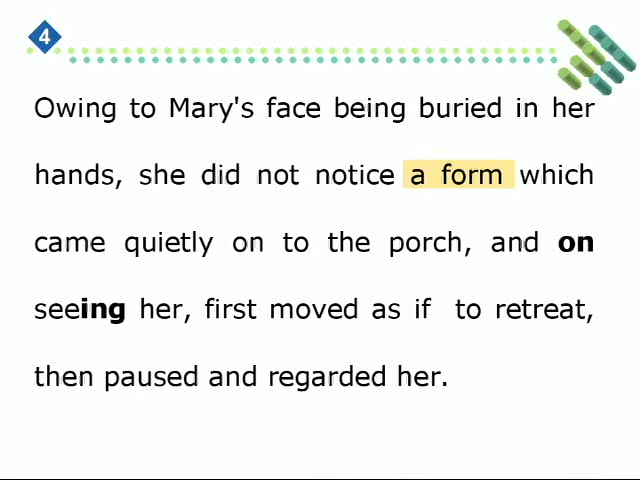 4
Owing to Mary's face being buried in her
hands, she did not notice a form which
came quietly on to the porch, and on
seeing her, first moved as if to retreat,
then paused and regarded her.